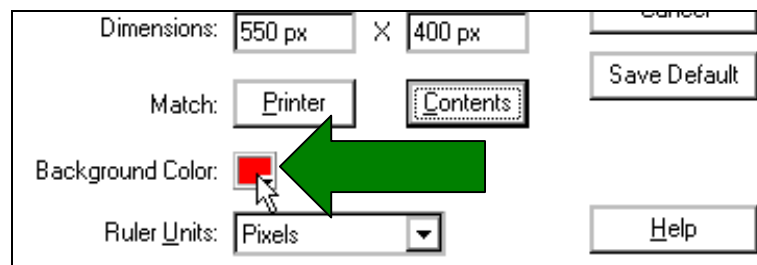 Dimensions: 550 px X 400 px
Save Default
Match: Printer Contents
Background Color:
Ruler Units: Pixels Help